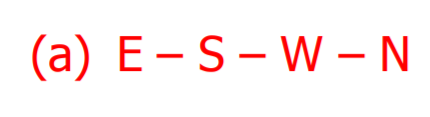 (a) E – S – W – N